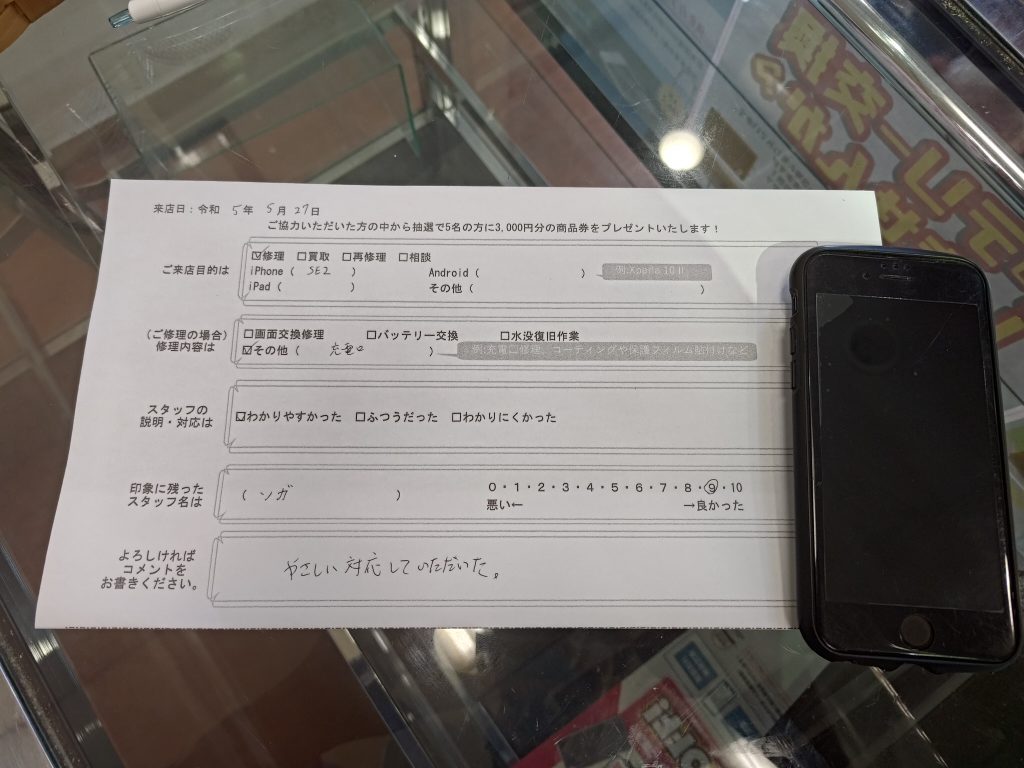 来店日：令和 5年 5月 27日
ご協力いただいた方の中から抽選で5名の方に3,000円分の商品券をプレゼントいたします！
ご来店目的は
☑修理 □買取 □再修理 □相談
iPhone（ SE2 ） Android（ ） 例:Xperia 10 II
iPad（ ） その他（ ）
（ご修理の場合）
修理内容は
□画面交換修理 □バッテリー交換 □水没復旧作業
☑その他（ 充電口 ） 例:充電口修理、コーティングや保護フィルム貼付けなど
スタッフの
説明・対応は
☑わかりやすかった □ふつうだった □わかりにくかった
印象に残った
スタッフ名は
（ ソガ ）
0・1・2・3・4・5・6・7・8・9・10
悪い← →良かった
よろしければ
コメントを
お書きください。
やさしい対応していただいた。